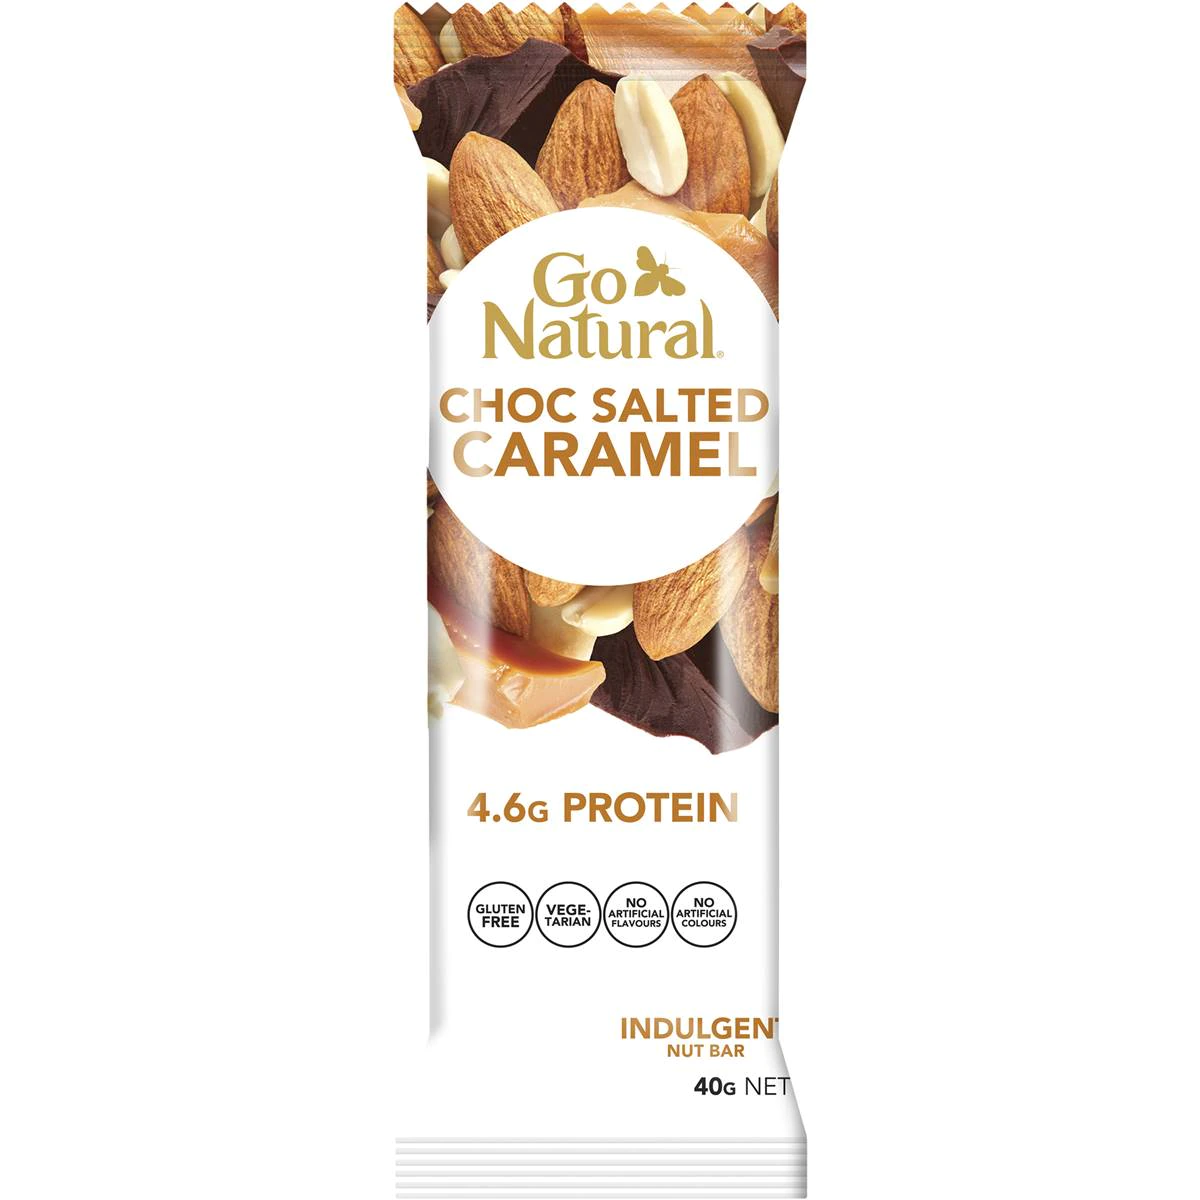 Go
Natural®
CHOC SALTED
CARAMEL
4.6G PROTEIN
GLUTEN
FREE
VEGE-
TARIAN
NO
ARTIFICIAL
FLAVOURS
NO
ARTIFICIAL
COLOURS
INDULGENT
NUT BAR
40G NET